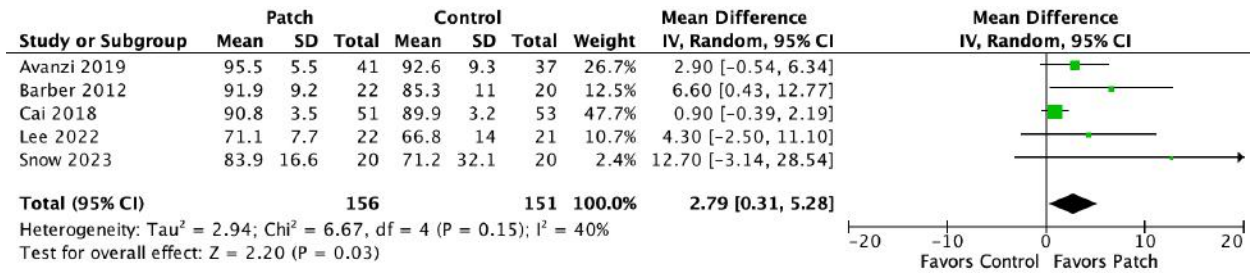 Patch Control Mean Difference Mean Difference
Study or Subgroup Mean SD Total Mean SD Total Weight IV, Random, 95% CI IV, Random, 95% CI
Avanzi 2019 95.5 5.5 41 92.6 9.3 37 26.7% 2.90 [-0.54, 6.34]
Barber 2012 91.9 9.2 22 85.3 11 20 12.5% 6.60 [0.43, 12.77]
Cai 2018 90.8 3.5 51 89.9 3.2 53 47.7% 0.90 [-0.39, 2.19]
Lee 2022 71.1 7.7 22 66.8 14 21 10.7% 4.30 [-2.50, 11.10]
Snow 2023 83.9 16.6 20 71.2 32.1 20 2.4% 12.70 [-3.14, 28.54]
Total (95% CI) 156 151 100.0% 2.79 [0.31, 5.28]
Heterogeneity: Tau² = 2.94; Chi² = 6.67, df = 4 (P = 0.15); I² = 40%
Test for overall effect: Z = 2.20 (P = 0.03)
-20 -10 0 10 20
Favors Control Favors Patch